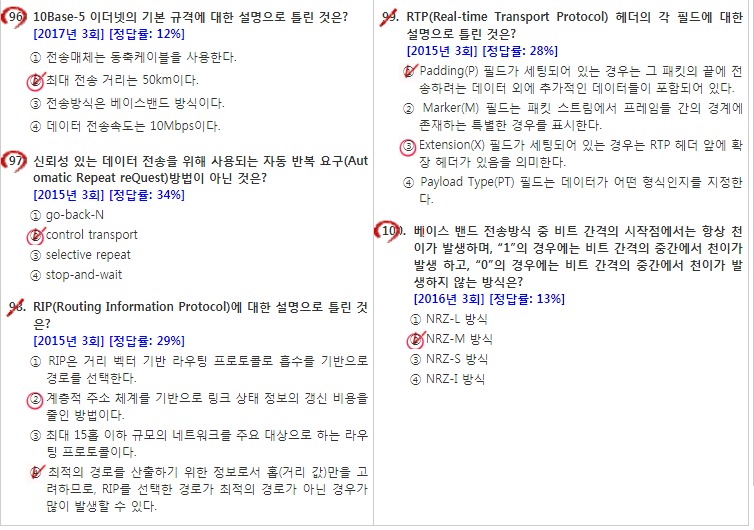 96. 10Base-5 이더넷의 기본 규격에 대한 설명으로 틀린 것은?
[2017년 3회] [정답률: 12%]
① 전송매체는 동축케이블을 사용한다.
② 최대 전송 거리는 50km이다.
③ 전송방식은 베이스밴드 방식이다.
④ 데이터 전송속도는 10Mbps이다.
97. 신뢰성 있는 데이터 전송을 위해 사용되는 자동 반복 요구(Aut
omatic Repeat reQuest)방법이 아닌 것은?
[2015년 3회] [정답률: 34%]
① go-back-N
② control transport
③ selective repeat
④ stop-and-wait
98. RIP(Routing Information Protocol)에 대한 설명으로 틀린 것
은?
[2015년 3회] [정답률: 29%]
① RIP은 거리 벡터 기반 라우팅 프로토콜로 홉수를 기반으로
경로를 선택한다.
② 계층적 주소 체계를 기반으로 링크 상태 정보의 갱신 비용을
줄인 방법이다.
③ 최대 15홉 이하 규모의 네트워크를 주요 대상으로 하는 라우
팅 프로토콜이다.
④ 최적의 경로를 산출하기 위한 정보로서 홉(거리 값)만을 고
려하므로, RIP를 선택한 경로가 최적의 경로가 아닌 경우가
많이 발생할 수 있다.
99. RTP(Real-time Transport Protocol) 헤더의 각 필드에 대한
설명으로 틀린 것은?
[2015년 3회] [정답률: 28%]
① Padding(P) 필드가 세팅되어 있는 경우는 그 패킷의 끝에 전
송하려는 데이터 외에 추가적인 데이터들이 포함되어 있다.
② Marker(M) 필드는 패킷 스트림에서 프레임들 간의 경계에
존재하는 특별한 경우를 표시한다.
③ Extension(X) 필드가 세팅되어 있는 경우는 RTP 헤더 앞에 확
장 헤더가 있음을 의미한다.
④ Payload Type(PT) 필드는 데이터가 어떤 형식인지를 지정한
다.
100. 베이스 밴드 전송방식 중 비트 간격의 시작점에서는 항상 천
이가 발생하며, “1”의 경우에는 비트 간격의 중간에서 천이가
발생 하고, “0”의 경우에는 비트 간격의 중간에서 천이가 발
생하지 않는 방식은?
[2016년 3회] [정답률: 13%]
① NRZ-L 방식
② NRZ-M 방식
③ NRZ-S 방식
④ NRZ-I 방식